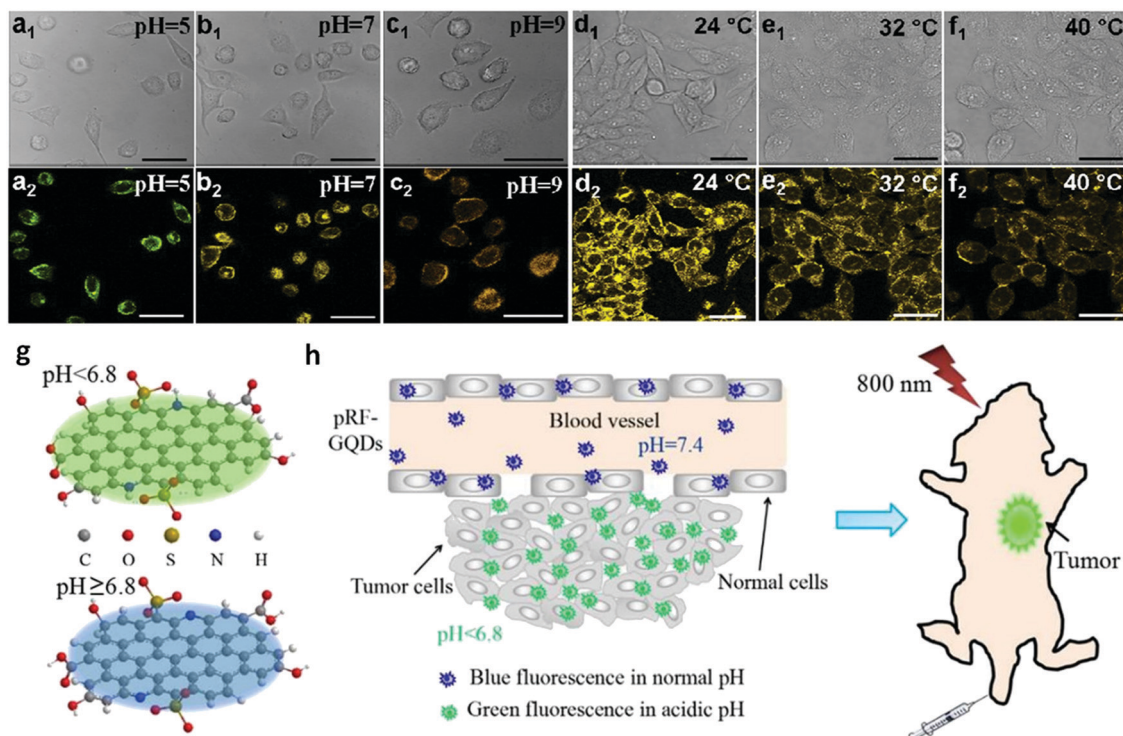 a1 pH=5
b1 pH=7
c1 pH=9
d1 24 °C
e1 32 °C
f1 40 °C
a2 pH=5
b2 pH=7
c2 pH=9
d2 24 °C
e2 32 °C
f2 40 °C
g
pH<6.8
C O S N H
pH≥6.8
h
pRF-
GQDs
Blood vessel
pH=7.4
Tumor cells
Normal cells
pH<6.8
Blue fluorescence in normal pH
Green fluorescence in acidic pH
800 nm
Tumor